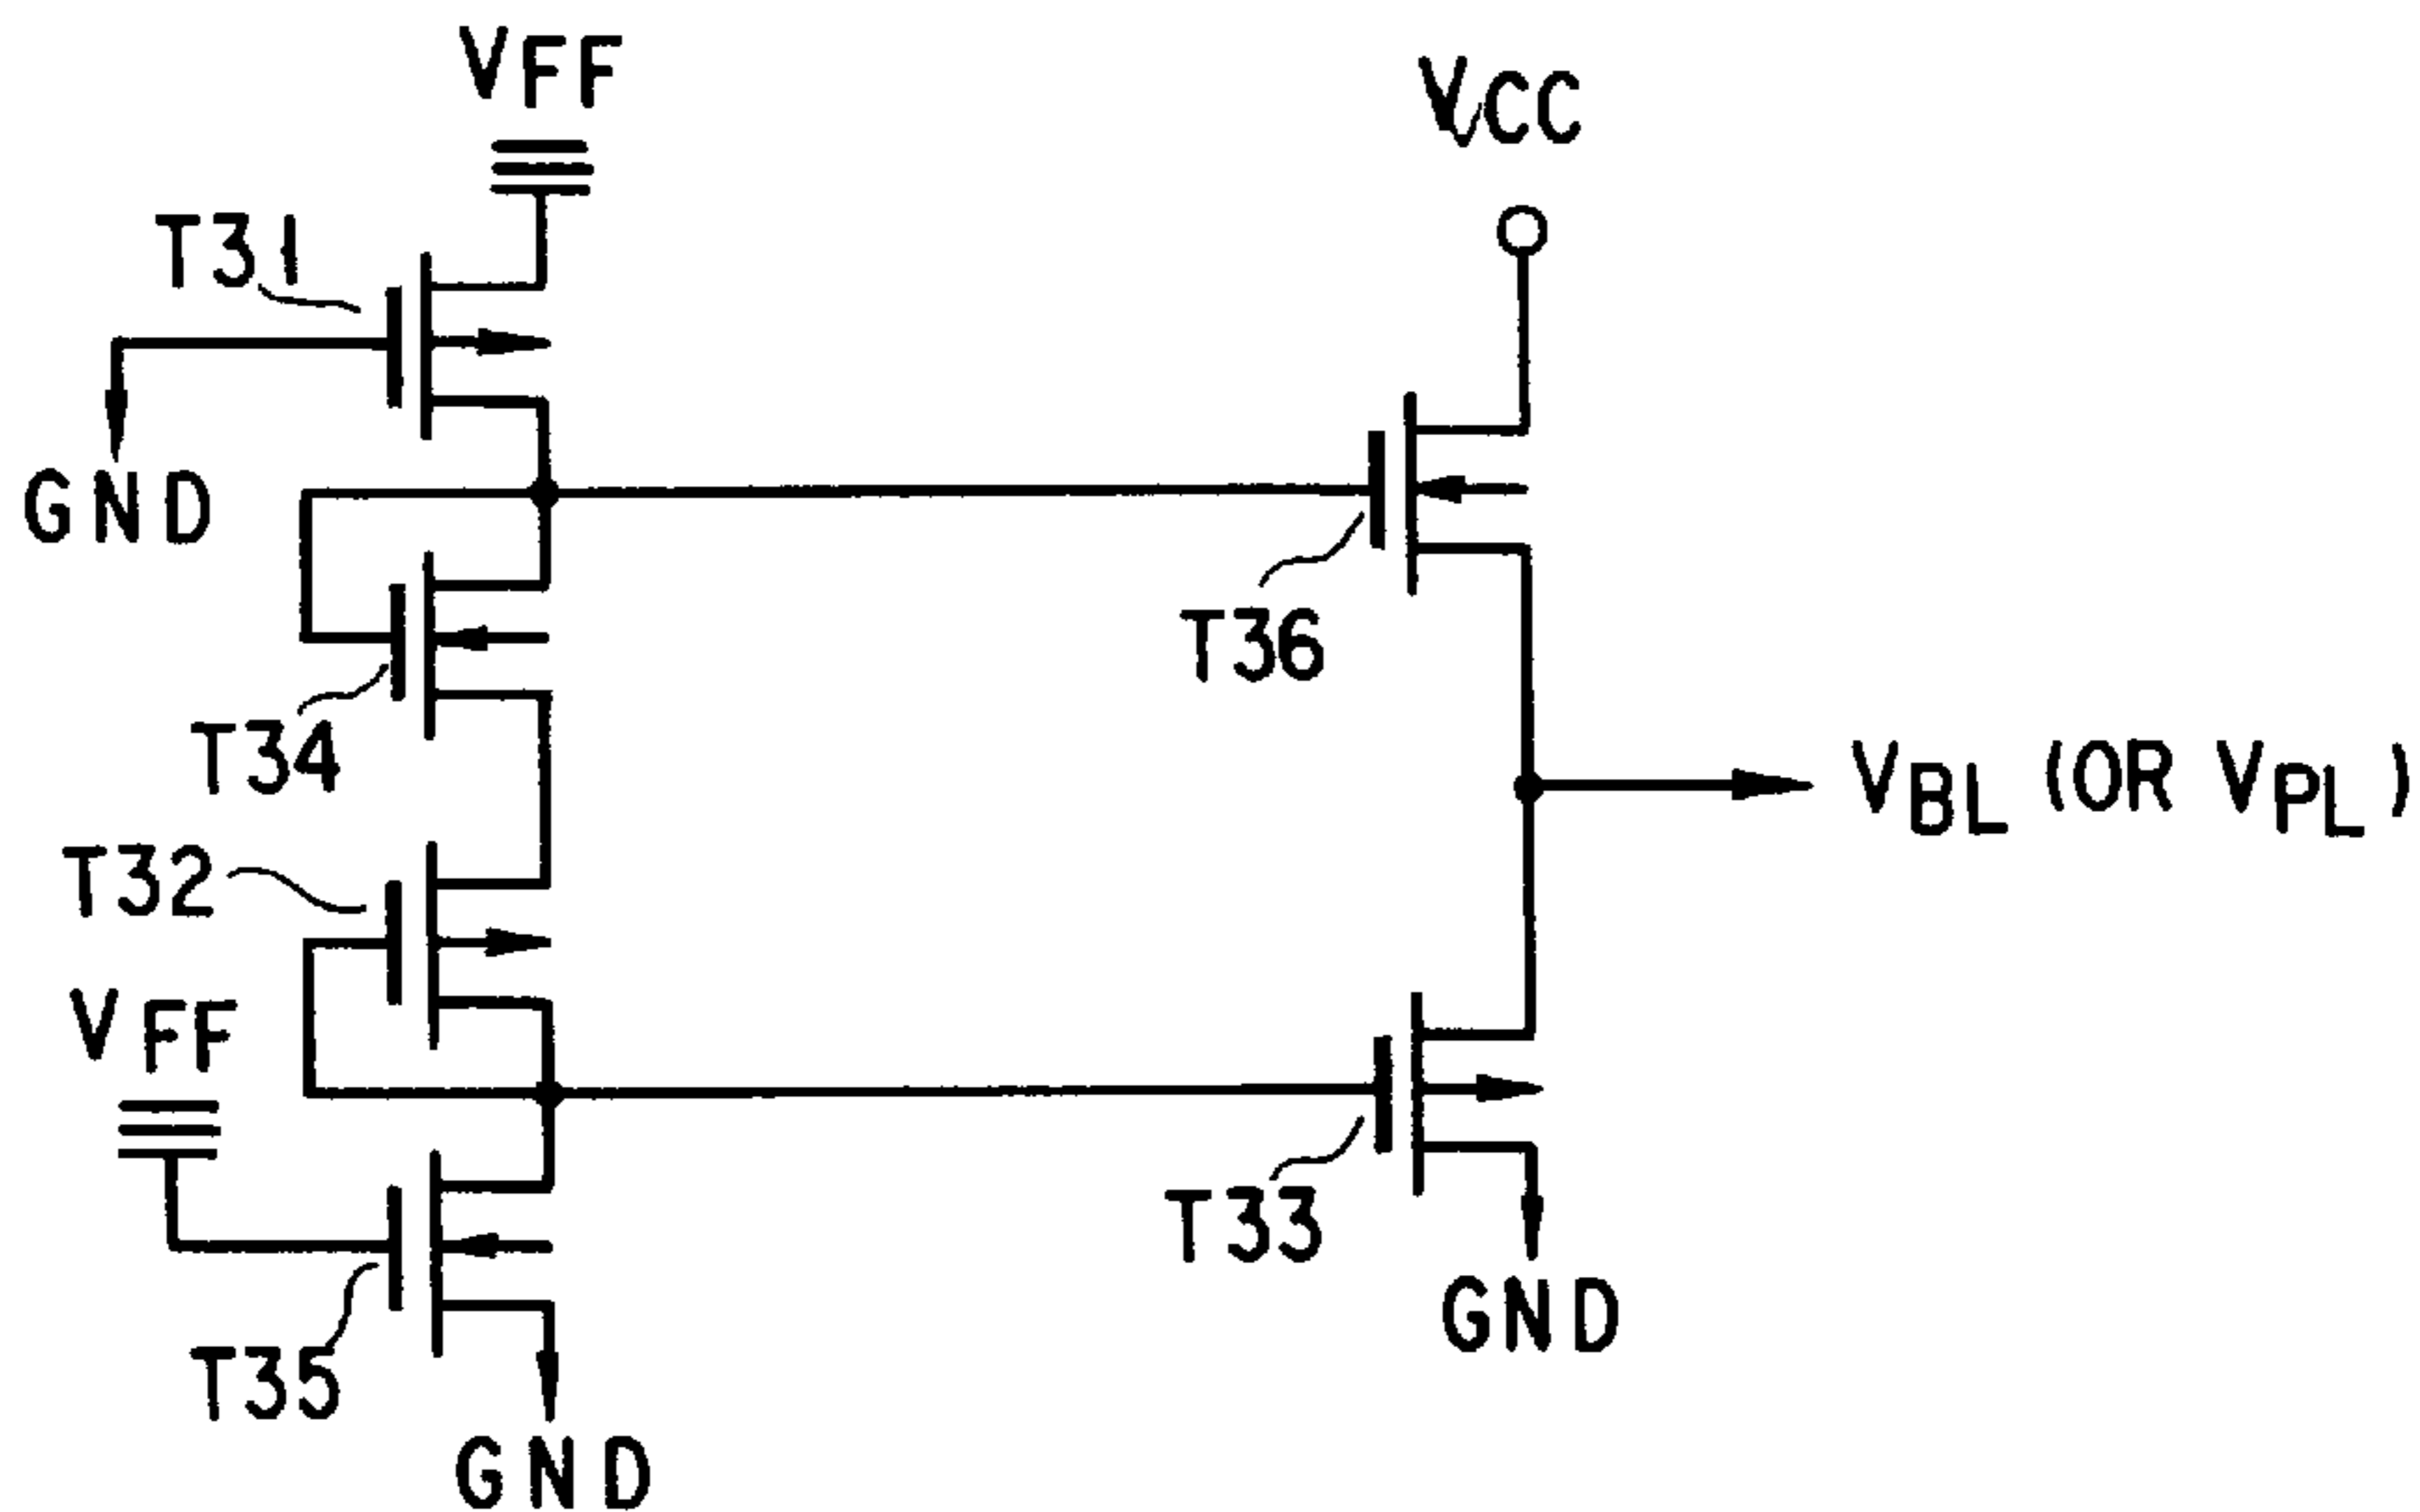 VFF
VCC
T31
GND
T36
T34
VBL (OR VPL)
T32
VFF
T33
GND
T35
GND